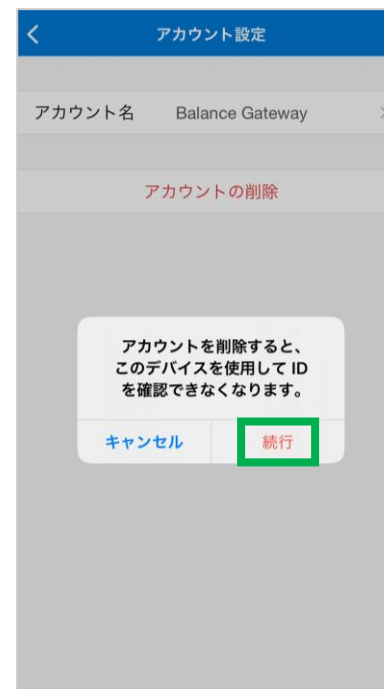 アカウント設定
アカウント名 Balance Gateway
アカウントの削除
アカウントを削除すると、
このデバイスを使用して ID
を確認できなくなります。
キャンセル 続行